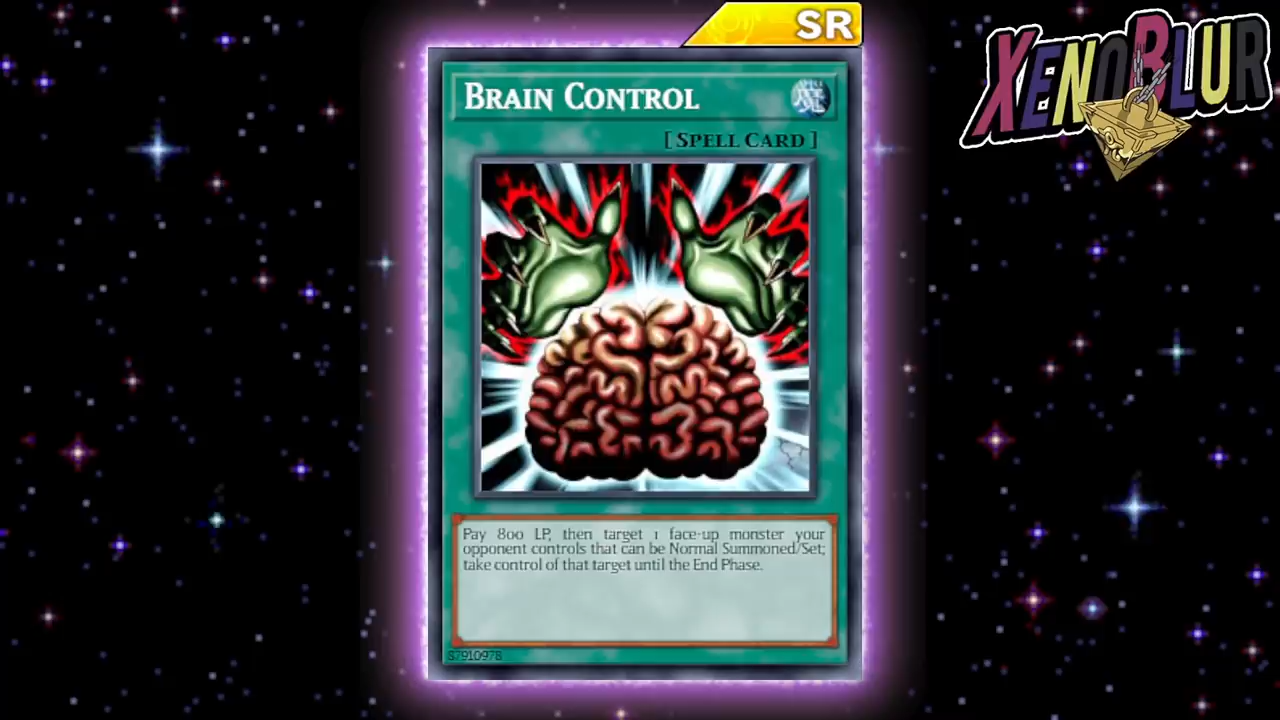 SR
XENOBLUR
BRAIN CONTROL
[ SPELL CARD ]
Pay 800 LP, then target 1 face-up monster your
opponent controls that can be Normal Summoned/Set;
take control of that target until the End Phase.
87910978